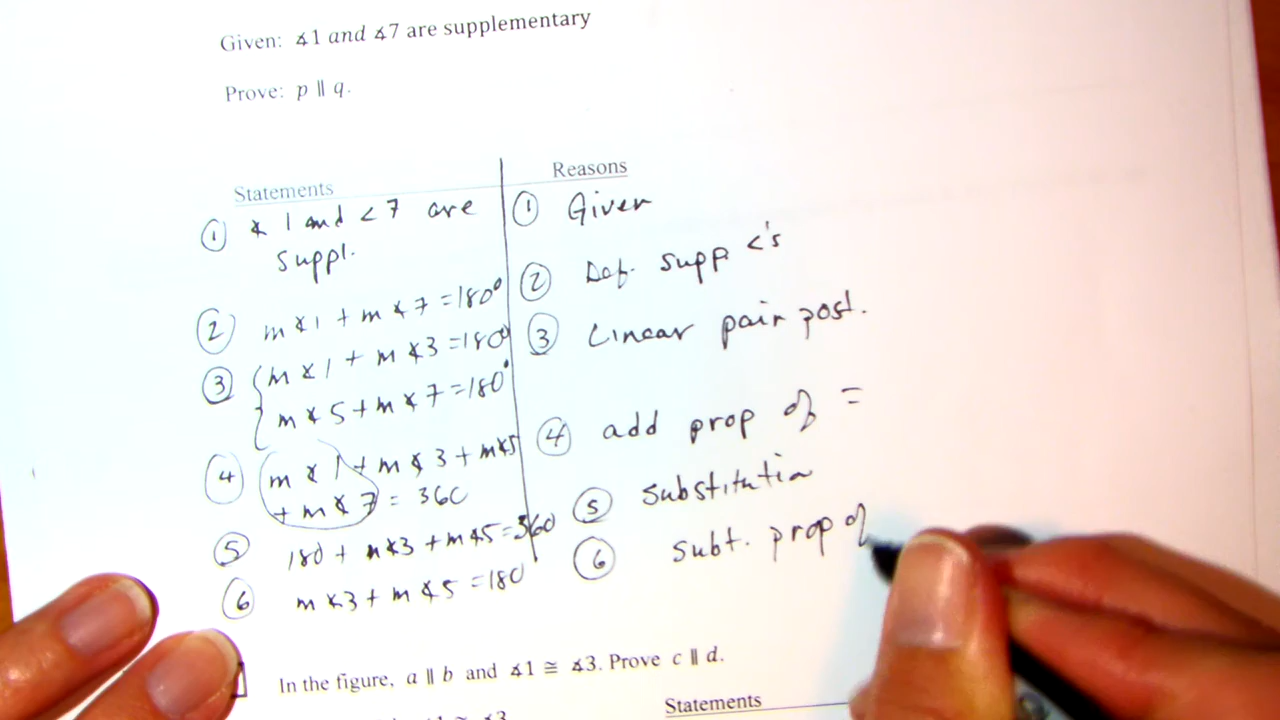 Given: ∡1 and ∡7 are supplementary
Prove: p ∥ q.
Statements
Reasons
① ∡ 1 and <7 are
suppl.
① Given
② m∡1 + m∡7 = 180°
② Def. supp <'s
③ { m∡1 + m∡3 = 180°
m∡5 + m∡7 = 180°
③ Linear pair post.
④ m∡1 + m∡3 + m∡5
+ m∡7 = 360
④ add prop of =
⑤ 180 + m∡3 + m∡5 = 360
⑤ substitution
⑥ m∡3 + m∡5 = 180
⑥ subt. prop of
In the figure, a ∥ b and ∡1 ≅ ∡3. Prove c ∥ d.
Statements